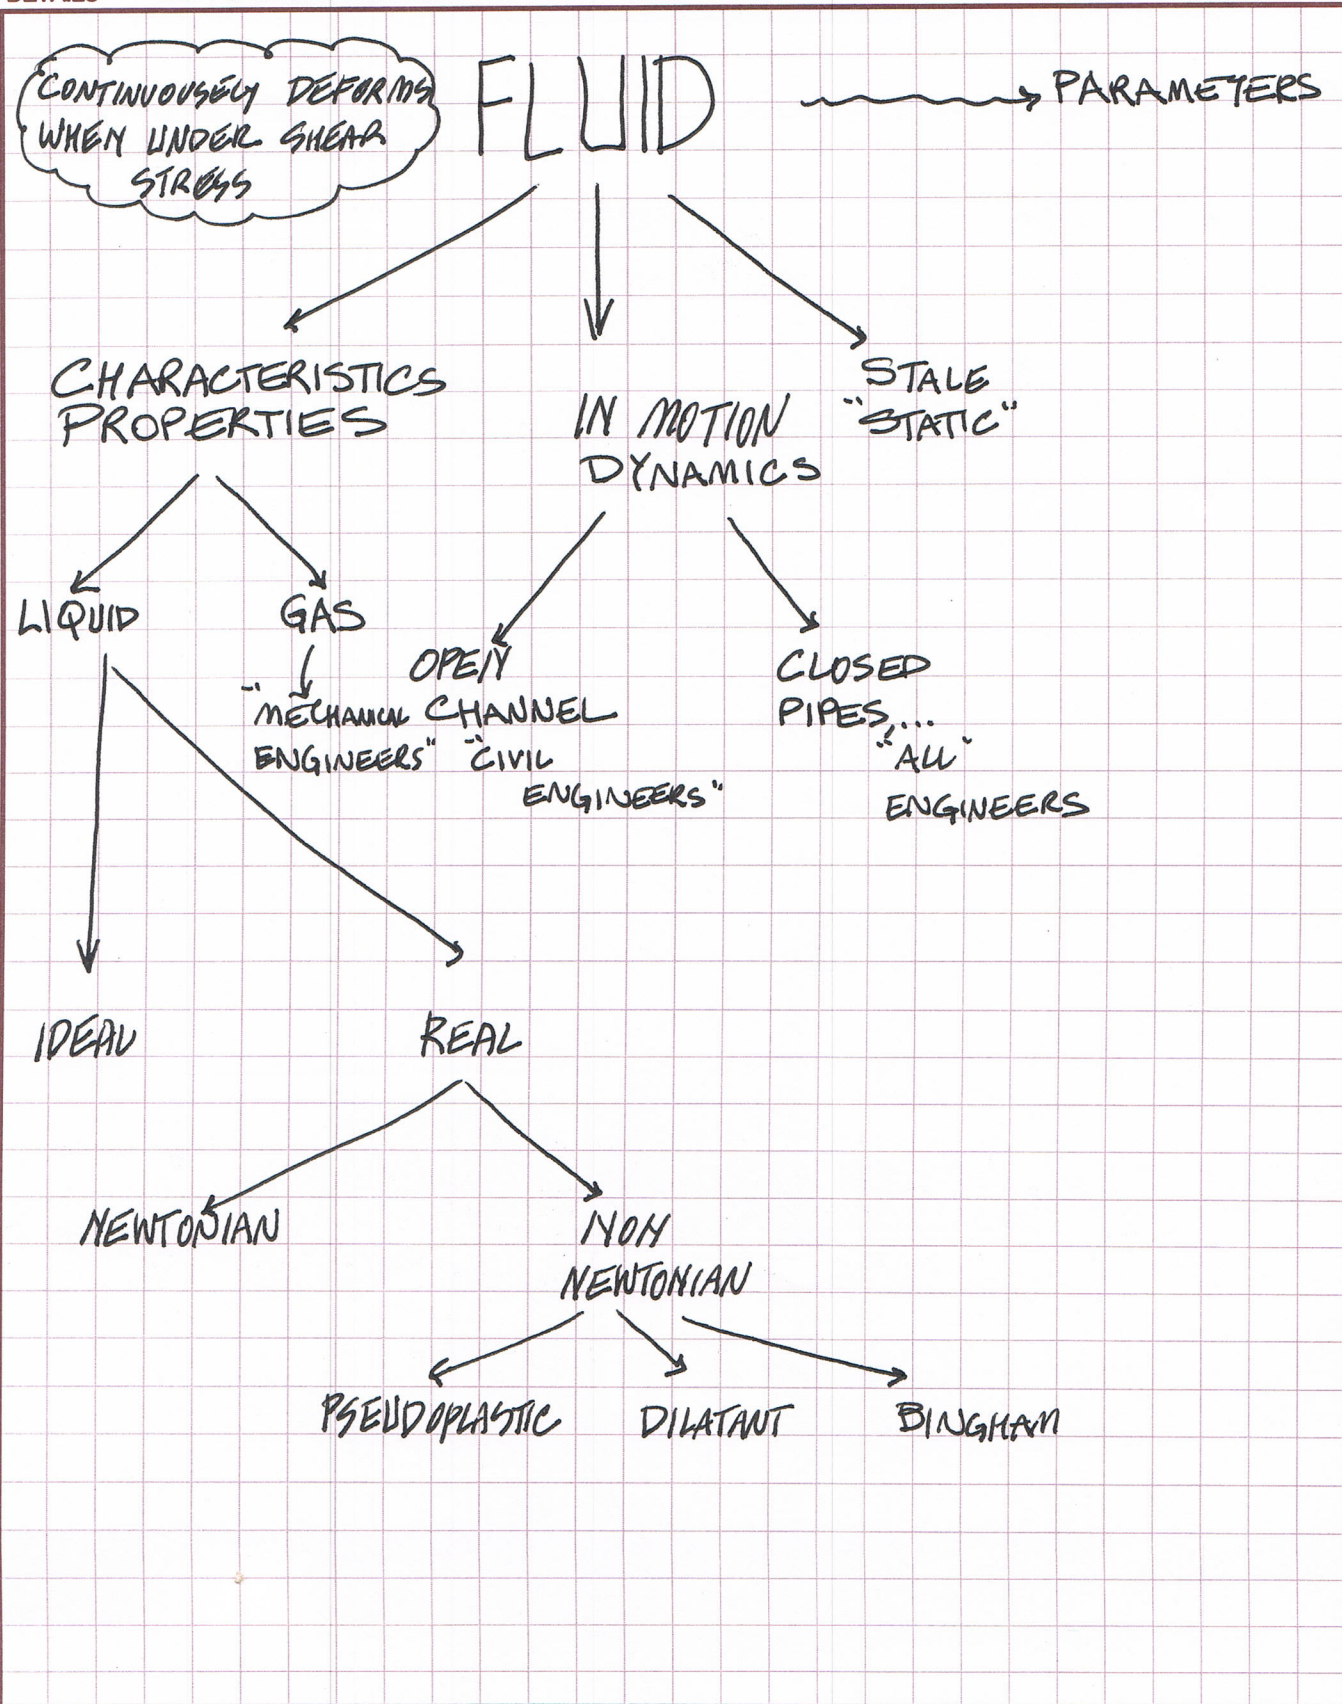 CONTINUOUSELY DEFORMS
WHEN UNDER SHEAR
STRESS
FLUID
PARAMETERS
CHARACTERISTICS
PROPERTIES
IN MOTION
DYNAMICS
STALE
"STATIC"
LIQUID
GAS
"MECHANICAL
ENGINEERS"
OPEN
CHANNEL
"CIVIL
ENGINEERS"
CLOSED
PIPES,...
"ALL"
ENGINEERS
IDEAL
REAL
NEWTONIAN
NON
NEWTONIAN
PSEUDOPLASTIC
DILATANT
BINGHAM